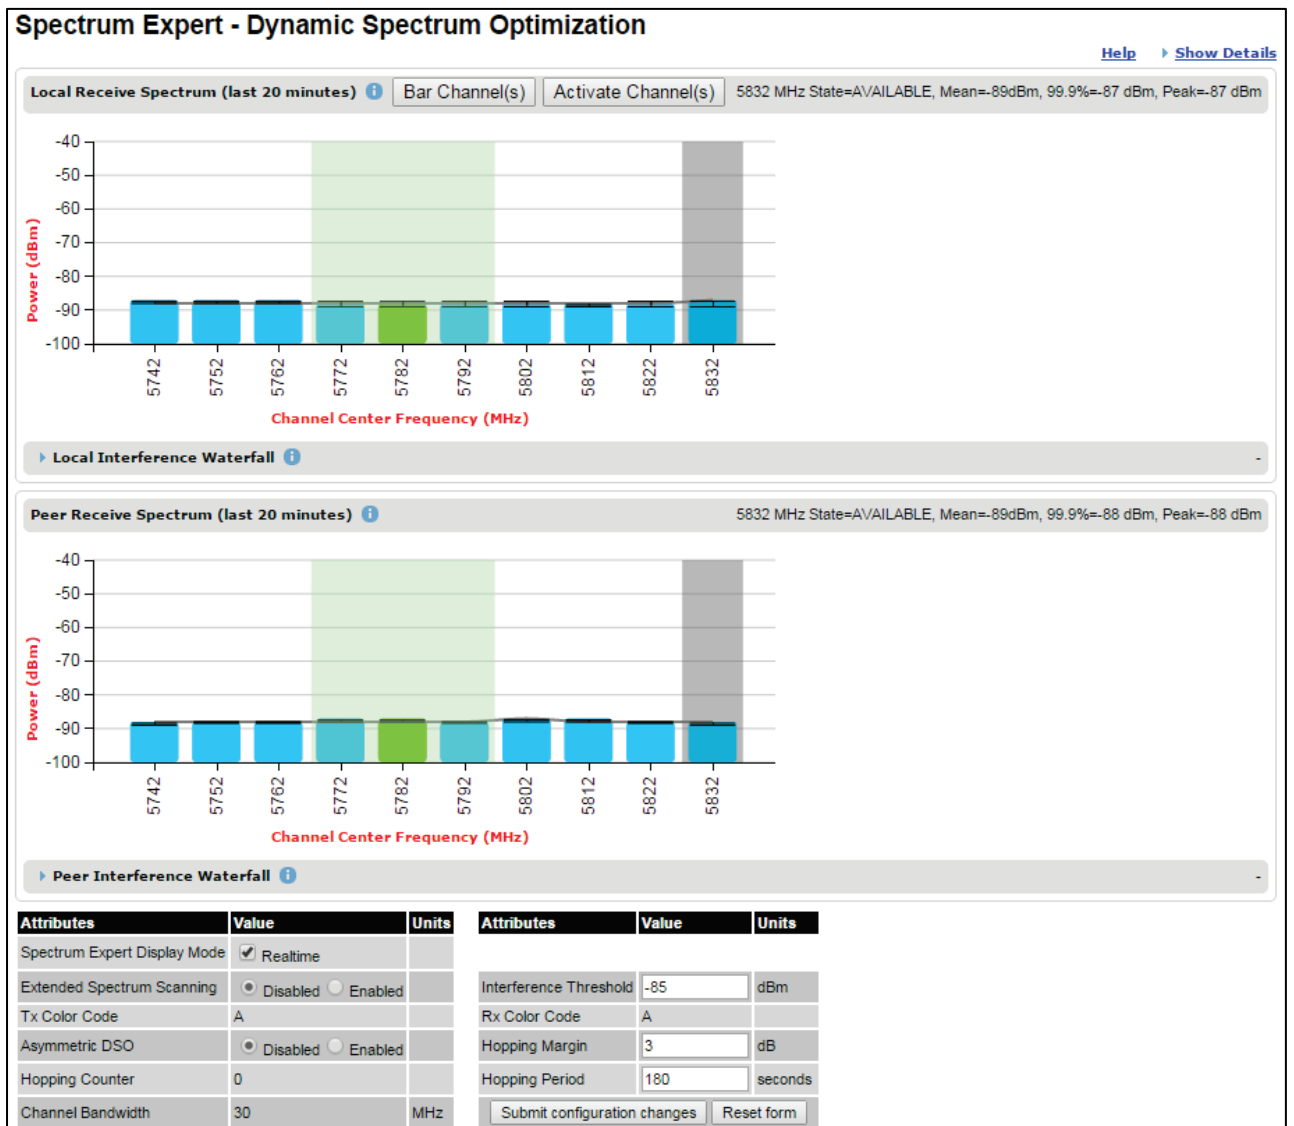 Spectrum Expert - Dynamic Spectrum Optimization
Help Show Details
Local Receive Spectrum (last 20 minutes) i Bar Channel(s) Activate Channel(s) 5832 MHz State=AVAILABLE, Mean=-89dBm, 99.9%=-87 dBm, Peak=-87 dBm
-40
-50
-60
-70
-80
-90
-100
Power (dBm)
5742 5752 5762 5772 5782 5792 5802 5812 5822 5832
Channel Center Frequency (MHz)
Local Interference Waterfall i -
Peer Receive Spectrum (last 20 minutes) i 5832 MHz State=AVAILABLE, Mean=-89dBm, 99.9%=-88 dBm, Peak=-88 dBm
-40
-50
-60
-70
-80
-90
-100
Power (dBm)
5742 5752 5762 5772 5782 5792 5802 5812 5822 5832
Channel Center Frequency (MHz)
Peer Interference Waterfall i -
Attributes Value Units Attributes Value Units
Spectrum Expert Display Mode Realtime
Extended Spectrum Scanning Disabled Enabled Interference Threshold -85 dBm
Tx Color Code A Rx Color Code A
Asymmetric DSO Disabled Enabled Hopping Margin 3 dB
Hopping Counter 0 Hopping Period 180 seconds
Channel Bandwidth 30 MHz Submit configuration changes Reset form